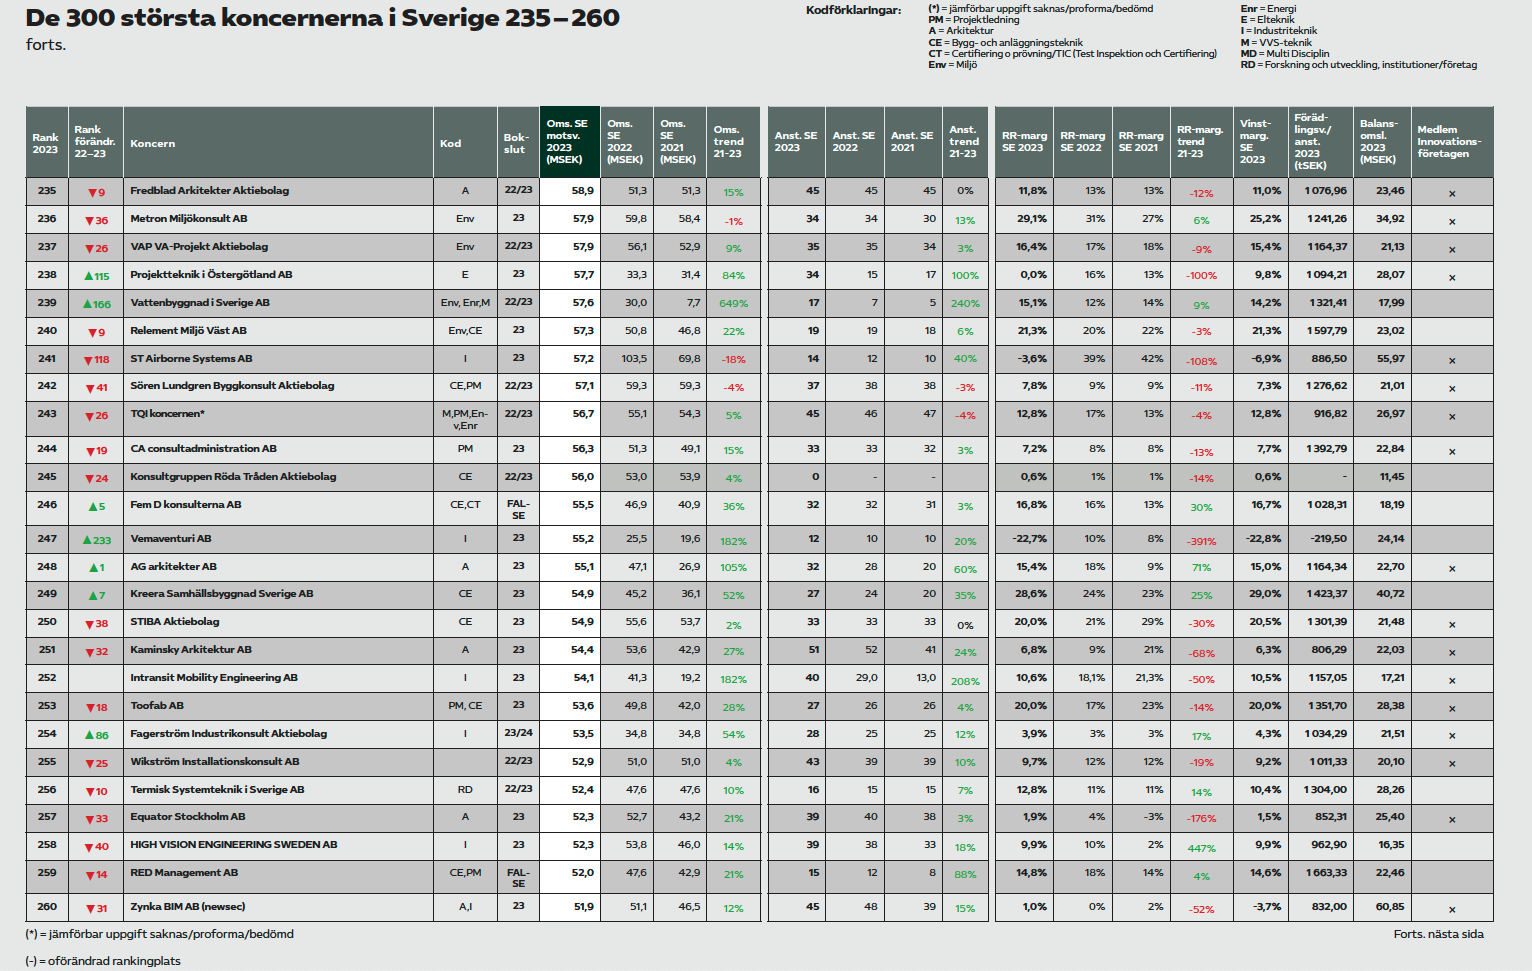 De 300 största koncernerna i Sverige 235–260
forts.
Kodförklaringar:
(*) = jämförbar uppgift saknas/proforma/bedömd
PM = Projektledning
A = Arkitektur
CE = Bygg- och anläggningsteknik
CT = Certifiering o prövning/TIC (Test Inspektion och Certifiering)
Env = Miljö
Enr = Energi
E = Elteknik
I = Industriteknik
M = VVS-teknik
MD = Multi Disciplin
RD = Forskning och utveckling, institutioner/företag
Rank 2023 | Rank förändr. 22–23 | Koncern | Kod | Bok-slut | Oms. SE motsv. 2023 (MSEK) | Oms. SE 2022 (MSEK) | Oms. SE 2021 (MSEK) | Oms. trend 21-23 | Anst. SE 2023 | Anst. SE 2022 | Anst. SE 2021 | Anst. trend 21-23 | RR-marg SE 2023 | RR-marg SE 2022 | RR-marg SE 2021 | RR-marg. trend 21-23 | Vinst-marg. SE 2023 | Föräd-lingsv./anst. 2023 (tSEK) | Balans-omsl. 2023 (MSEK) | Medlem Innovations-företagen
235 ▼9 Fredblad Arkitekter Aktiebolag A 22/23 58,9 51,3 51,3 15% 45 45 45 0% 11,8% 13% 13% -12% 11,0% 1 076,96 23,46 ×
236 ▼36 Metron Miljökonsult AB Env 23 57,9 59,8 58,4 -1% 34 34 30 13% 29,1% 31% 27% 6% 25,2% 1 241,26 34,92 ×
237 ▼26 VAP VA-Projekt Aktiebolag Env 22/23 57,9 56,1 52,9 9% 35 35 34 3% 16,4% 17% 18% -9% 15,4% 1 164,37 21,13 ×
238 ▲115 Projektteknik i Östergötland AB E 23 57,7 33,3 31,4 84% 34 15 17 100% 0,0% 16% 13% -100% 9,8% 1 094,21 28,07 ×
239 ▲166 Vattenbyggnad i Sverige AB Env, Enr,M 22/23 57,6 30,0 7,7 649% 17 7 5 240% 15,1% 12% 14% 9% 14,2% 1 321,41 17,99
240 ▼9 Relement Miljö Väst AB Env,CE 23 57,3 50,8 46,8 22% 19 19 18 6% 21,3% 20% 22% -3% 21,3% 1 597,79 23,02
241 ▼118 ST Airborne Systems AB I 23 57,2 103,5 69,8 -18% 14 12 10 40% -3,6% 39% 42% -108% -6,9% 886,50 55,97 ×
242 ▼41 Sören Lundgren Byggkonsult Aktiebolag CE,PM 22/23 57,1 59,3 59,3 -4% 37 38 38 -3% 7,8% 9% 9% -11% 7,3% 1 276,62 21,01 ×
243 ▼26 TQI koncernen* M,PM,En-v,Enr 22/23 56,7 55,1 54,3 5% 45 46 47 -4% 12,8% 17% 13% -4% 12,8% 916,82 26,97 ×
244 ▼19 CA consultadministration AB PM 23 56,3 51,3 49,1 15% 33 33 32 3% 7,2% 8% 8% -13% 7,7% 1 392,79 22,84 ×
245 ▼24 Konsultgruppen Röda Tråden Aktiebolag CE 22/23 56,0 53,0 53,9 4% 0 - - 0,6% 1% 1% -14% 0,6% - 11,45
246 ▲5 Fem D konsulterna AB CE,CT FAL-SE 55,5 46,9 40,9 36% 32 32 31 3% 16,8% 16% 13% 30% 16,7% 1 028,31 18,19
247 ▲233 Vemaventuri AB I 23 55,2 25,5 19,6 182% 12 10 10 20% -22,7% 10% 8% -391% -22,8% -219,50 24,14
248 ▲1 AG arkitekter AB A 23 55,1 47,1 26,9 105% 32 28 20 60% 15,4% 18% 9% 71% 15,0% 1 164,34 22,70 ×
249 ▲7 Kreera Samhällsbyggnad Sverige AB CE 23 54,9 45,2 36,1 52% 27 24 20 35% 28,6% 24% 23% 25% 29,0% 1 423,37 40,72
250 ▼38 STIBA Aktiebolag CE 23 54,9 55,6 53,7 2% 33 33 33 0% 20,0% 21% 29% -30% 20,5% 1 301,39 21,48 ×
251 ▼32 Kaminsky Arkitektur AB A 23 54,4 53,6 42,9 27% 51 52 41 24% 6,8% 9% 21% -68% 6,3% 806,29 22,03 ×
252 Intransit Mobility Engineering AB I 23 54,1 41,3 19,2 182% 40 29,0 13,0 208% 10,6% 18,1% 21,3% -50% 10,5% 1 157,05 17,21 ×
253 ▼18 Toofab AB PM, CE 23 53,6 49,8 42,0 28% 27 26 26 4% 20,0% 17% 23% -14% 20,0% 1 351,70 28,38 ×
254 ▲86 Fagerström Industrikonsult Aktiebolag I 23/24 53,5 34,8 34,8 54% 28 25 25 12% 3,9% 3% 3% 17% 4,3% 1 034,29 21,51 ×
255 ▼25 Wikström Installationskonsult AB 22/23 52,9 51,0 51,0 4% 43 39 39 10% 9,7% 12% 12% -19% 9,2% 1 011,33 20,10 ×
256 ▼10 Termisk Systemteknik i Sverige AB RD 22/23 52,4 47,6 47,6 10% 16 15 15 7% 12,8% 11% 11% 14% 10,4% 1 304,00 28,26
257 ▼33 Equator Stockholm AB A 23 52,3 52,7 43,2 21% 39 40 38 3% 1,9% 4% -3% -176% 1,5% 852,31 25,40 ×
258 ▼40 HIGH VISION ENGINEERING SWEDEN AB I 23 52,3 53,8 46,0 14% 39 38 33 18% 9,9% 10% 2% 447% 9,9% 962,90 16,35
259 ▼14 RED Management AB CE,PM FAL-SE 52,0 47,6 42,9 21% 15 12 8 88% 14,8% 18% 14% 4% 14,6% 1 663,33 22,46
260 ▼31 Zynka BIM AB (newsec) A,I 23 51,9 51,1 46,5 12% 45 48 39 15% 1,0% 0% 2% -52% -3,7% 832,00 60,85 ×
(*) = jämförbar uppgift saknas/proforma/bedömd
Forts. nästa sida
(-) = oförändrad rankingplats